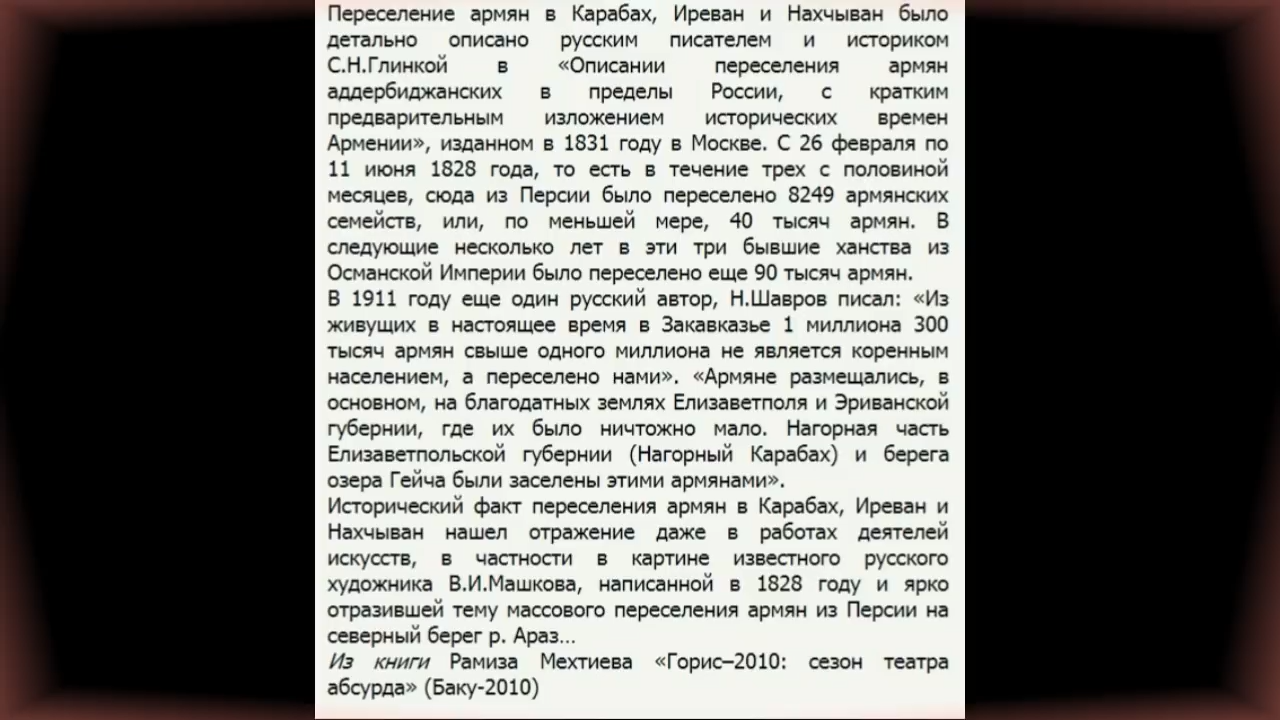 Переселение армян в Карабах, Иреван и Нахчыван было
детально описано русским писателем и историком
С.Н.Глинкой в «Описании переселения армян
аддербиджанских в пределы России, с кратким
предварительным изложением исторических времен
Армении», изданном в 1831 году в Москве. С 26 февраля по
11 июня 1828 года, то есть в течение трех с половиной
месяцев, сюда из Персии было переселено 8249 армянских
семейств, или, по меньшей мере, 40 тысяч армян. В
следующие несколько лет в эти три бывшие ханства из
Османской Империи было переселено еще 90 тысяч армян.
В 1911 году еще один русский автор, Н.Шавров писал: «Из
живущих в настоящее время в Закавказье 1 миллиона 300
тысяч армян свыше одного миллиона не является коренным
населением, а переселено нами». «Армяне размещались, в
основном, на благодатных землях Елизаветполя и Эриванской
губернии, где их было ничтожно мало. Нагорная часть
Елизаветпольской губернии (Нагорный Карабах) и берега
озера Гейча были заселены этими армянами».
Исторический факт переселения армян в Карабах, Иреван и
Нахчыван нашел отражение даже в работах деятелей
искусств, в частности в картине известного русского
художника В.И.Машкова, написанной в 1828 году и ярко
отразившей тему массового переселения армян из Персии на
северный берег р. Араз...
Из книги Рамиза Мехтиева «Горис–2010: сезон театра
абсурда» (Баку-2010)